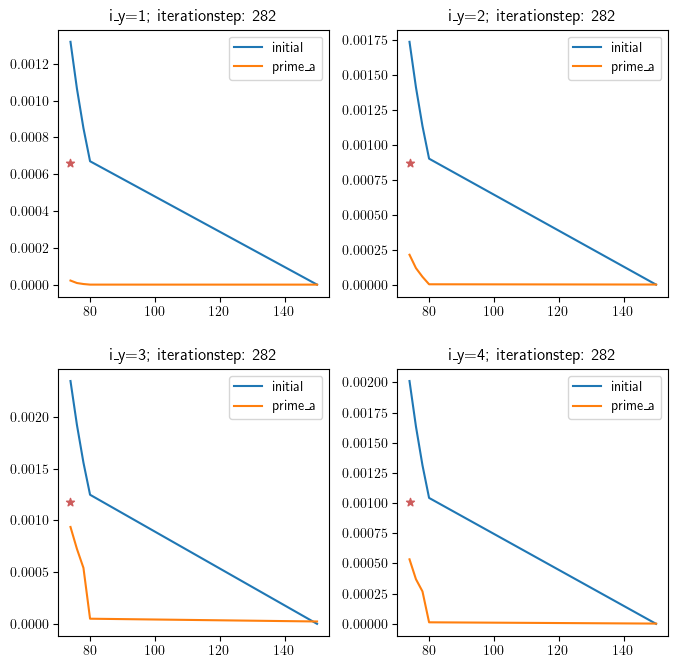 i_y=1; iterationstep: 282
initial
prime_a
0.0012
0.0010
0.0008
0.0006
0.0004
0.0002
0.0000
80 100 120 140
i_y=2; iterationstep: 282
initial
prime_a
0.00175
0.00150
0.00125
0.00100
0.00075
0.00050
0.00025
0.00000
80 100 120 140
i_y=3; iterationstep: 282
initial
prime_a
0.0020
0.0015
0.0010
0.0005
0.0000
80 100 120 140
i_y=4; iterationstep: 282
initial
prime_a
0.00200
0.00175
0.00150
0.00125
0.00100
0.00075
0.00050
0.00025
0.00000
80 100 120 140